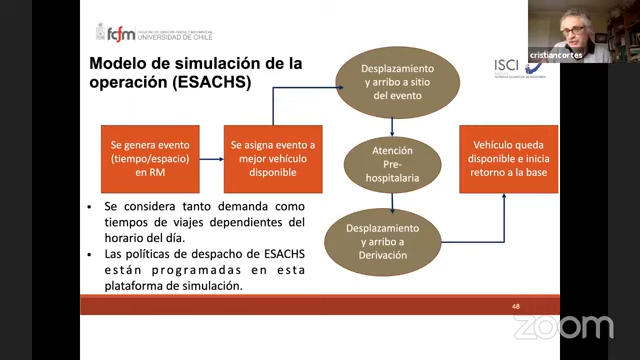 fcfm
UNIVERSIDAD DE CHILE
Modelo de simulación de la
operación (ESACHS)
Desplazamiento
y arribo a sitio
del evento
ISCI
cristiancortes
Se genera evento
(tiempo/espacio)
en RM
Se asigna evento a
mejor vehículo
disponible
Atención
Pre-
hospitalaria
Vehículo queda
disponible e inicia
retorno a la base
Desplazamiento
y arribo a
Derivación
• Se considera tanto demanda como
tiempos de viajes dependientes del
horario del día.
• Las políticas de despacho de ESACHS
están programadas en esta
plataforma de simulación.
48
zoom